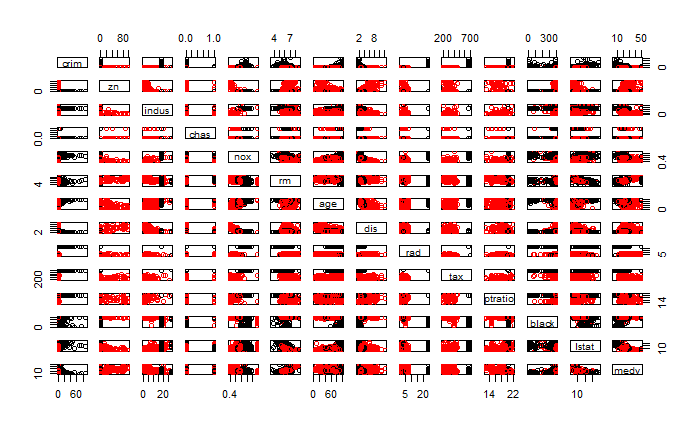 0 80 0.0 1.0 4 7 2 8 200 700 0 300 10 50
crim 0
0 zn
indus 0
0.0 chas
nox 0.4
4 rm
age 0
2 dis
rad 5
200 tax
ptratio 14
0 black
lstat 10
10 medv
0 60 0 20 0.4 0 60 5 20 14 22 10